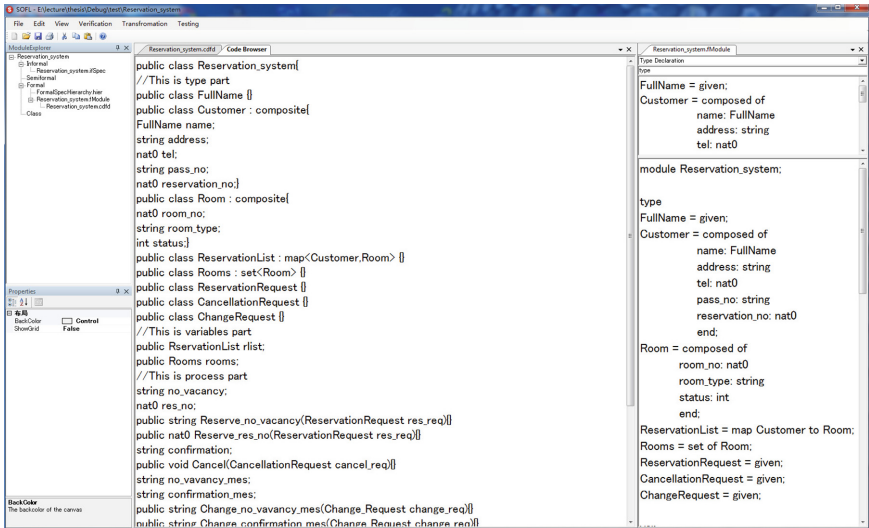 SOFL - E:\lecture\thesis\Debug\test\Reservation_system
File Edit View Verification Transfromation Testing
ModuleExplorer
Reservation_system
Informal
Reservation_system.ifSpec
Semiformal
Formal
FormalSpecHierarchy.hier
Reservation_system.fModule
Reservation_system.cdfd
Class
Properties
布局
BackColor Control
ShowGrid False
BackColor
The backcolor of the canvas
Reservation_system.cdfd Code Browser
public class Reservation_system{
//This is type part
public class FullName {}
public class Customer : composite{
FullName name;
string address;
nat0 tel;
string pass_no;
nat0 reservation_no;}
public class Room : composite{
nat0 room_no;
string room_type;
int status;}
public class ReservationList : map<Customer,Room> {}
public class Rooms : set<Room> {}
public class ReservationRequest {}
public class CancellationRequest {}
public class ChangeRequest {}
//This is variables part
public RservationList rlist;
public Rooms rooms;
//This is process part
string no_vacancy;
nat0 res_no;
public string Reserve_no_vacancy(ReservationRequest res_req){}
public nat0 Reserve_res_no(ReservationRequest res_req){}
string confirmation;
public void Cancel(CancellationRequest cancel_req){}
string no_vavancy_mes;
string confirmation_mes;
public string Change_no_vavancy_mes(Change_Request change_req){}
public string Change_confirmation_mes(Change_Request change_req){}
Reservation_system.fModule
Type Declaration
type
FullName = given;
Customer = composed of
name: FullName
address: string
tel: nat0
module Reservation_system;
type
FullName = given;
Customer = composed of
name: FullName
address: string
tel: nat0
pass_no: string
reservation_no: nat0
end;
Room = composed of
room_no: nat0
room_type: string
status: int
end;
ReservationList = map Customer to Room;
Rooms = set of Room;
ReservationRequest = given;
CancellationRequest = given;
ChangeRequest = given;